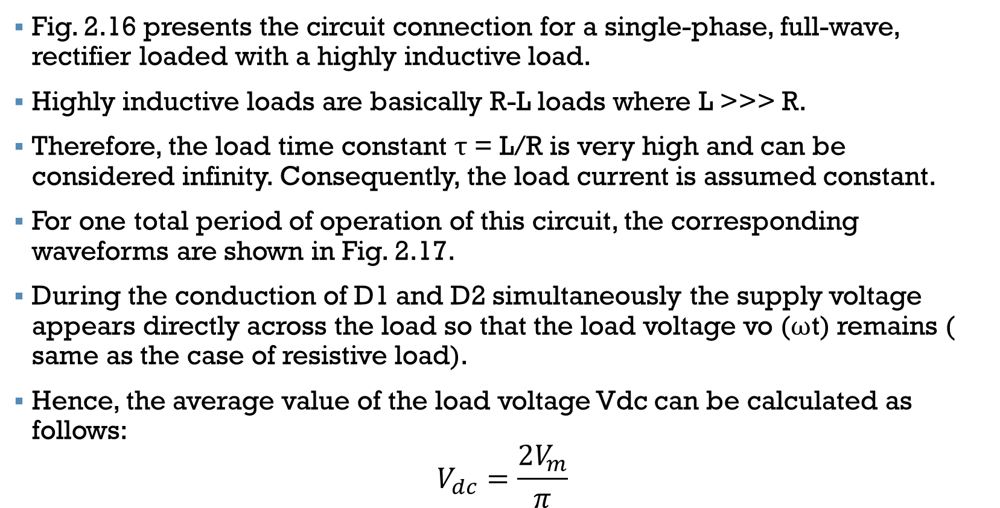 ▪ Fig. 2.16 presents the circuit connection for a single-phase, full-wave,
rectifier loaded with a highly inductive load.
▪ Highly inductive loads are basically R-L loads where L >>> R.
▪ Therefore, the load time constant τ = L/R is very high and can be
considered infinity. Consequently, the load current is assumed constant.
▪ For one total period of operation of this circuit, the corresponding
waveforms are shown in Fig. 2.17.
▪ During the conduction of D1 and D2 simultaneously the supply voltage
appears directly across the load so that the load voltage vo (ωt) remains (
same as the case of resistive load).
▪ Hence, the average value of the load voltage Vdc can be calculated as
follows:
V_dc = 2V_m / π